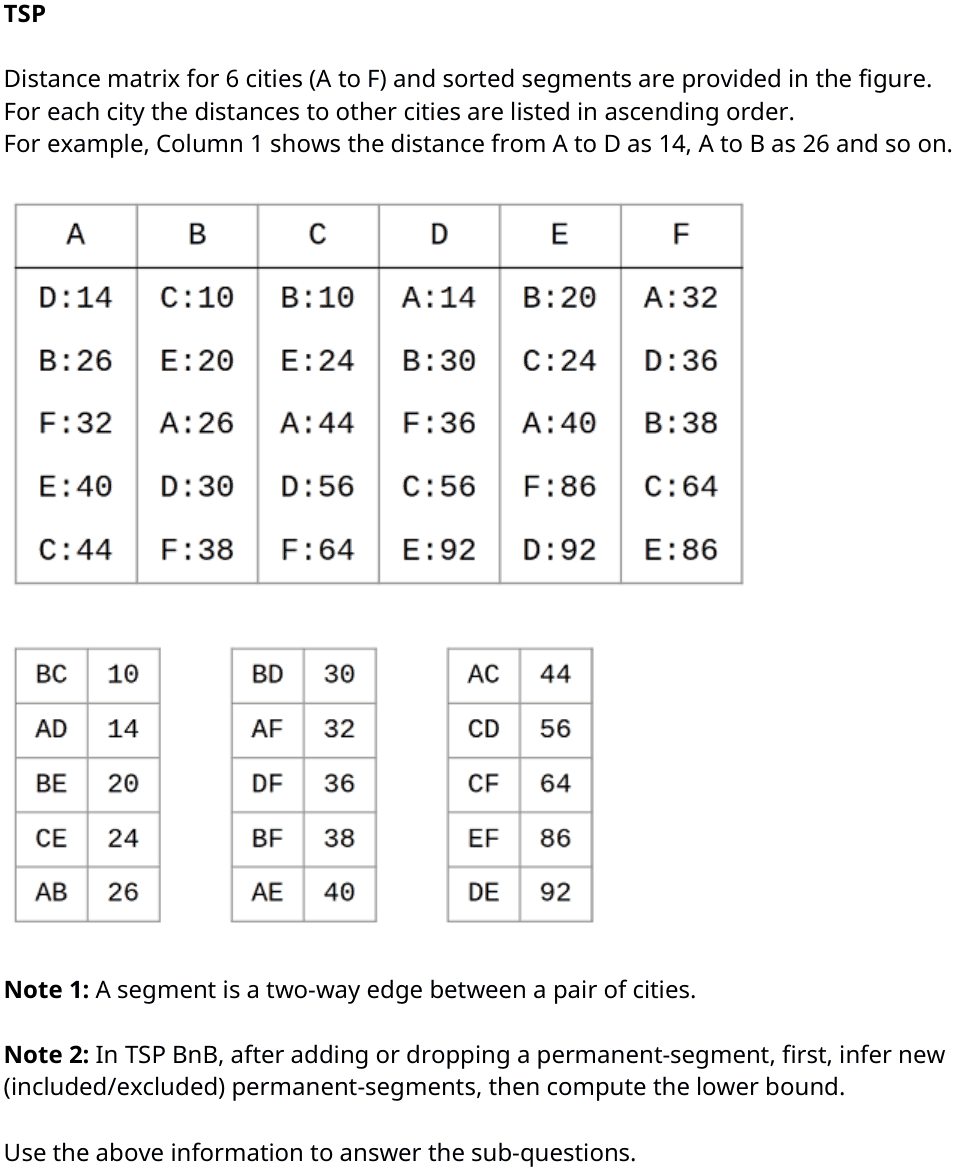 TSP
Distance matrix for 6 cities (A to F) and sorted segments are provided in the figure.
For each city the distances to other cities are listed in ascending order.
For example, Column 1 shows the distance from A to D as 14, A to B as 26 and so on.
A B C D E F
D:14 C:10 B:10 A:14 B:20 A:32
B:26 E:20 E:24 B:30 C:24 D:36
F:32 A:26 A:44 F:36 A:40 B:38
E:40 D:30 D:56 C:56 F:86 C:64
C:44 F:38 F:64 E:92 D:92 E:86
BC 10 BD 30 AC 44
AD 14 AF 32 CD 56
BE 20 DF 36 CF 64
CE 24 BF 38 EF 86
AB 26 AE 40 DE 92
Note 1: A segment is a two-way edge between a pair of cities.
Note 2: In TSP BnB, after adding or dropping a permanent-segment, first, infer new
(included/excluded) permanent-segments, then compute the lower bound.
Use the above information to answer the sub-questions.